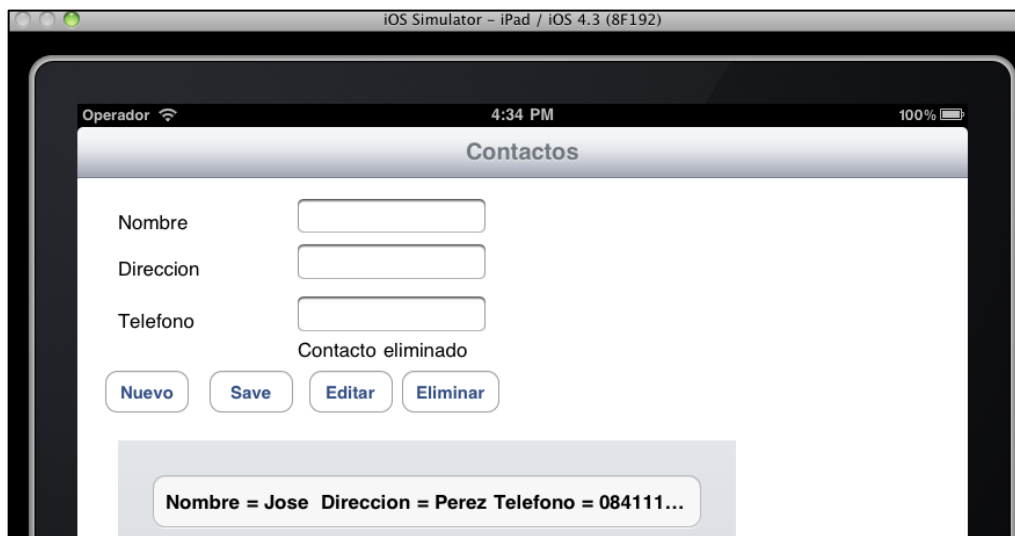 iOS Simulator – iPad / iOS 4.3 (8F192)
Operador 4:34 PM 100%
Contactos
Nombre
Direccion
Telefono
Contacto eliminado
Nuevo Save Editar Eliminar
Nombre = Jose  Direccion = Perez Telefono = 084111...